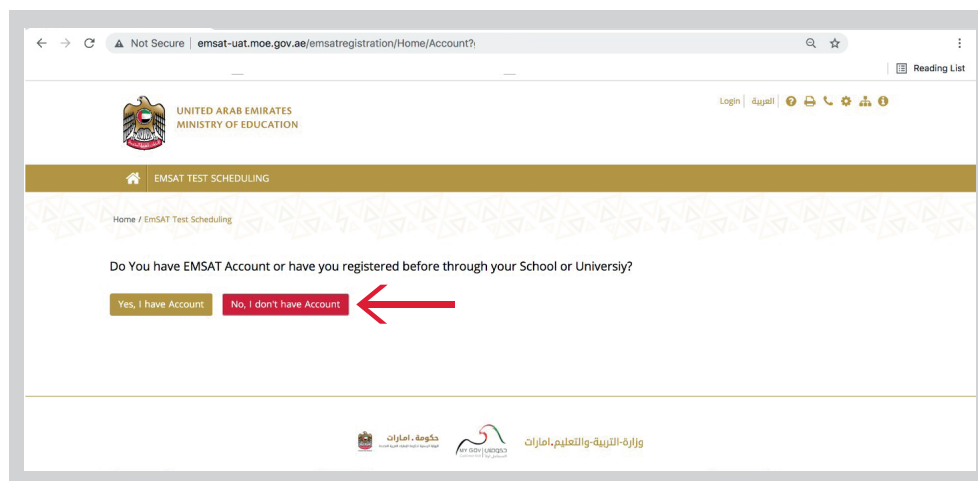 Not Secure | emsat-uat.moe.gov.ae/emsatregistration/Home/Account?
Reading List
UNITED ARAB EMIRATES
MINISTRY OF EDUCATION
Login العربية
EMSAT TEST SCHEDULING
Home / EmSAT Test Scheduling
Do You have EMSAT Account or have you registered before through your School or Universiy?
Yes, I have Account
No, I don't have Account
حكومة.امارات
MY GOV
وزارة-التربية-والتعليم.امارات